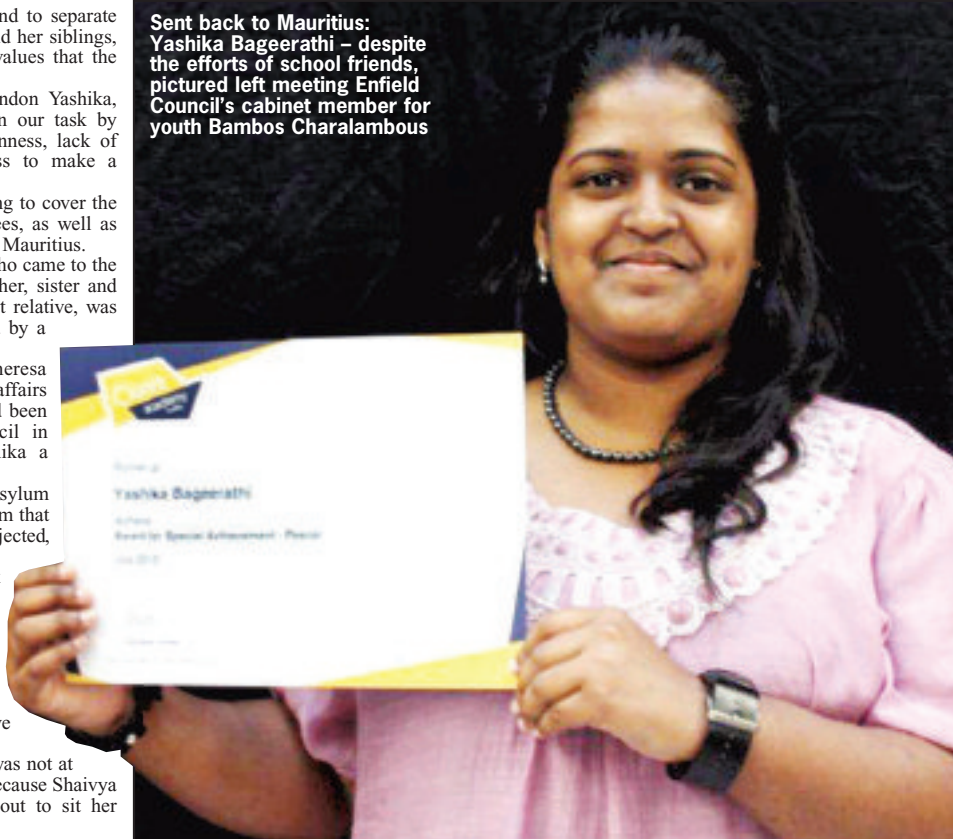 nd to separate
d her siblings,
values that the
ndon Yashika,
n our task by
nness, lack of
ss to make a
ng to cover the
ees, as well as
Mauritius.
ho came to the
her, sister and
t relative, was
by a
heresa
affairs
l been
cil in
ika a
sylum
m that
jected,
ve
was not at
ecause Shaivya
out to sit her
Sent back to Mauritius:
Yashika Bageerathi – despite
the efforts of school friends,
pictured left meeting Enfield
Council's cabinet member for
youth Bambos Charalambous
Yashika Bageerathi
Special Achievement